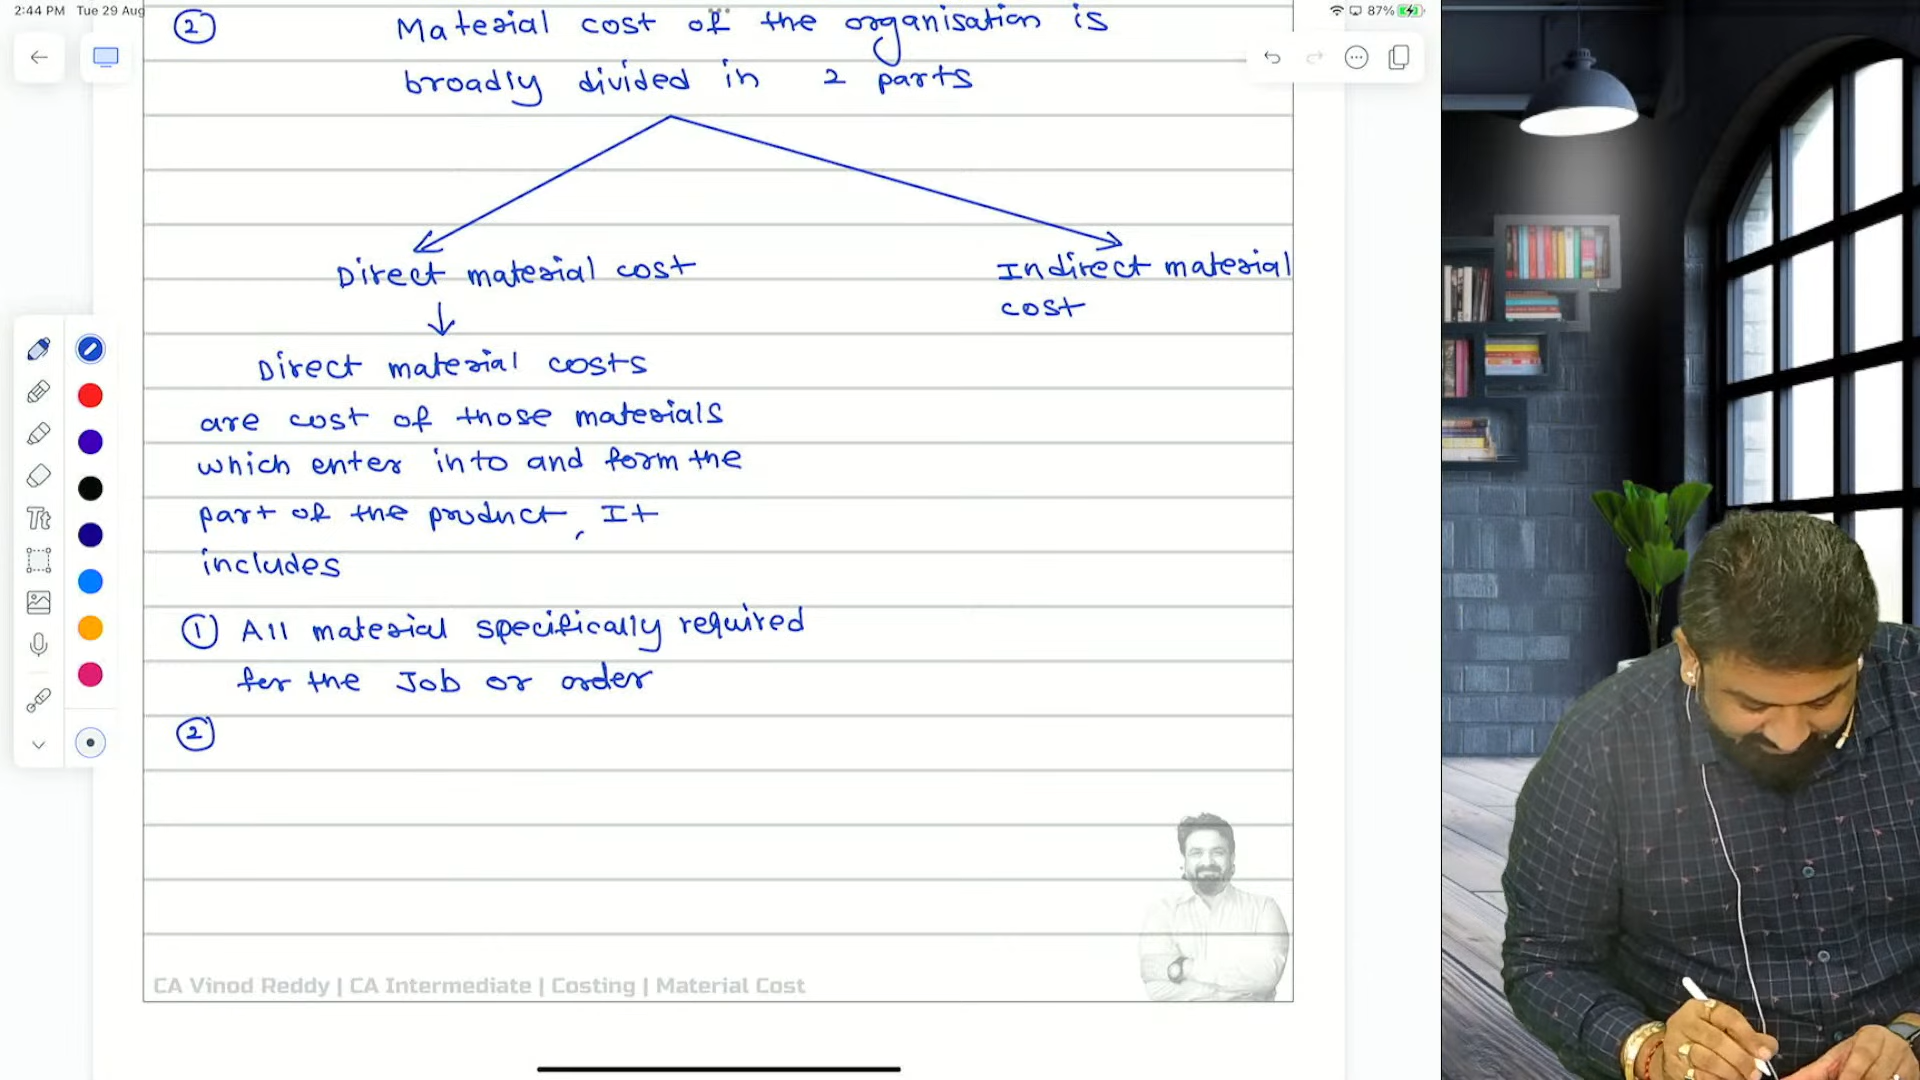 2:44 PM Tue 29 Aug
87%
② Material cost of the organisation is
broadly divided in 2 parts
Direct material cost
Indirect material
cost
Direct material costs
are cost of those materials
which enter into and form the
part of the product, It
includes
① All material specifically required
for the Job or order
②
Tt
CA Vinod Reddy | CA Intermediate | Costing | Material Cost